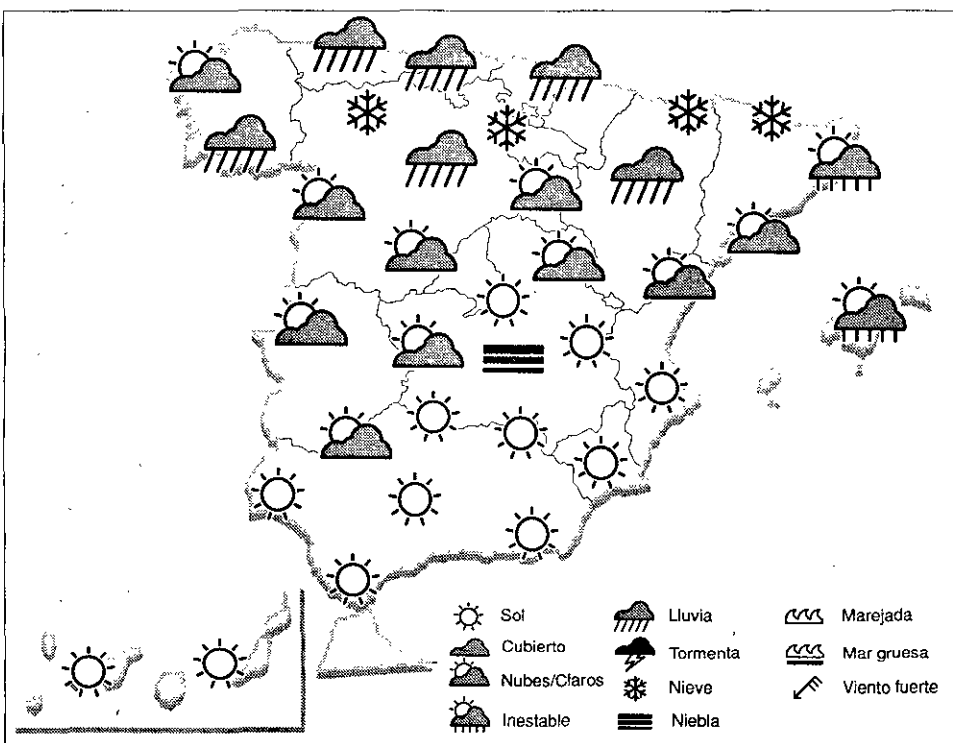 Sol
Cubierto
Nubes/Claros
Inestable
Lluvia
Tormenta
Nieve
Niebla
Marejada
Mar gruesa
Viento fuerte